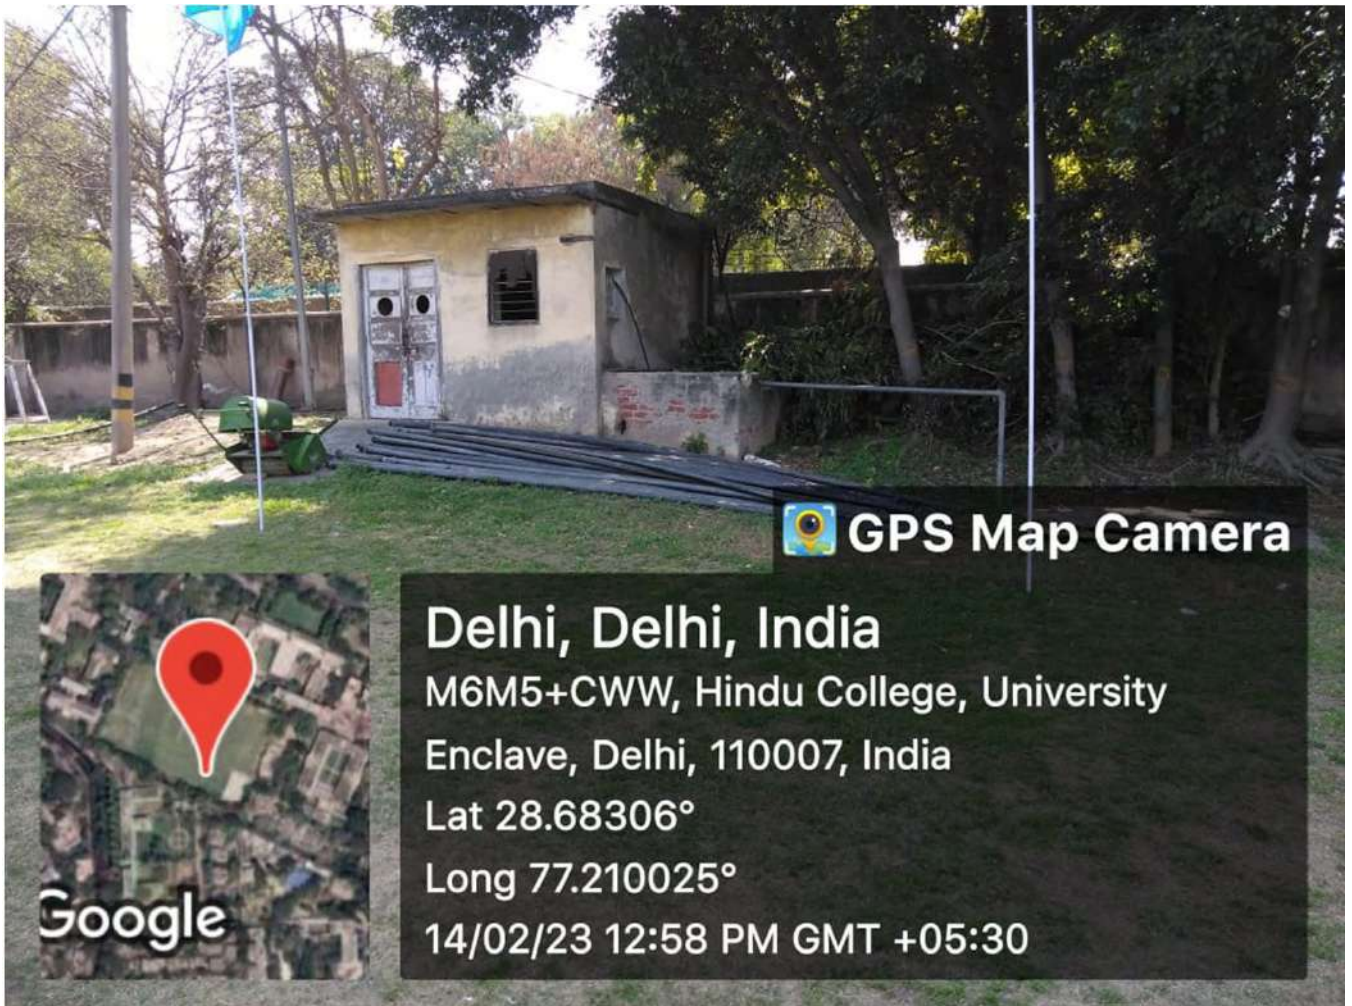 GPS Map Camera
Delhi, Delhi, India
M6M5+CWW, Hindu College, University
Enclave, Delhi, 110007, India
Lat 28.68306°
Long 77.210025°
14/02/23 12:58 PM GMT +05:30
Google